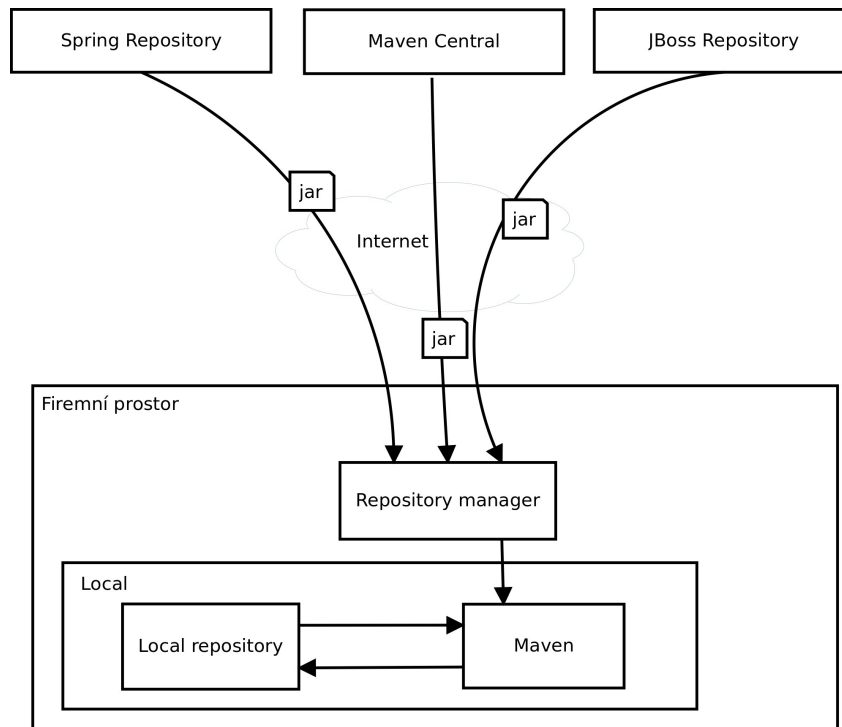 Spring Repository
Maven Central
JBoss Repository
jar
jar
Internet
jar
Firemní prostor
Repository manager
Local
Local repository
Maven